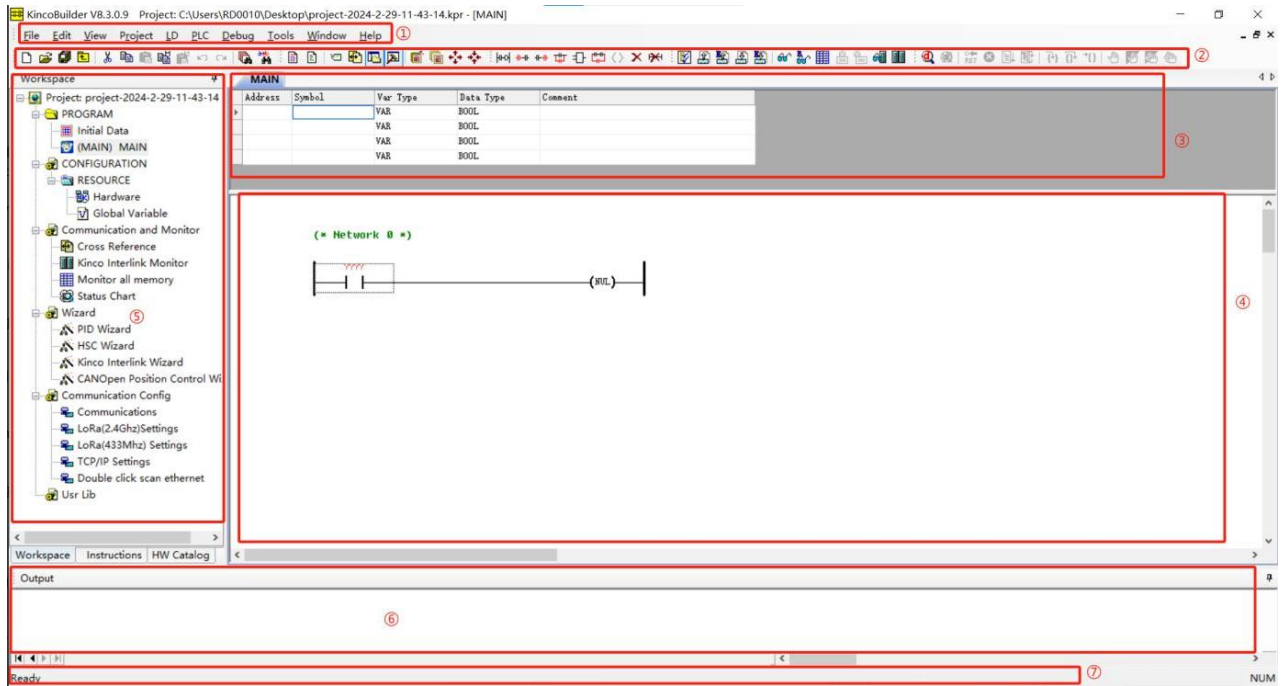 KincoBuilder V8.3.0.9 Project: C:\Users\RD0010\Desktop\project-2024-2-29-11-43-14.kpr - [MAIN]
File Edit View Project LD PLC Debug Tools Window Help ①
②
Workspace
Project: project-2024-2-29-11-43-14
PROGRAM
Initial Data
(MAIN) MAIN
CONFIGURATION
RESOURCE
Hardware
Global Variable
Communication and Monitor
Cross Reference
Kinco Interlink Monitor
Monitor all memory
Status Chart
Wizard
⑤
PID Wizard
HSC Wizard
Kinco Interlink Wizard
CANOpen Position Control Wi
Communication Config
Communications
LoRa(2.4Ghz)Settings
LoRa(433Mhz) Settings
TCP/IP Settings
Double click scan ethernet
Usr Lib
Workspace Instructions HW Catalog
MAIN
Address Symbol Var Type Data Type Comment
VAR BOOL
VAR BOOL
VAR BOOL
VAR BOOL
③
(* Network 0 *)
????
(NUL)
④
Output
⑥
Ready
⑦
NUM